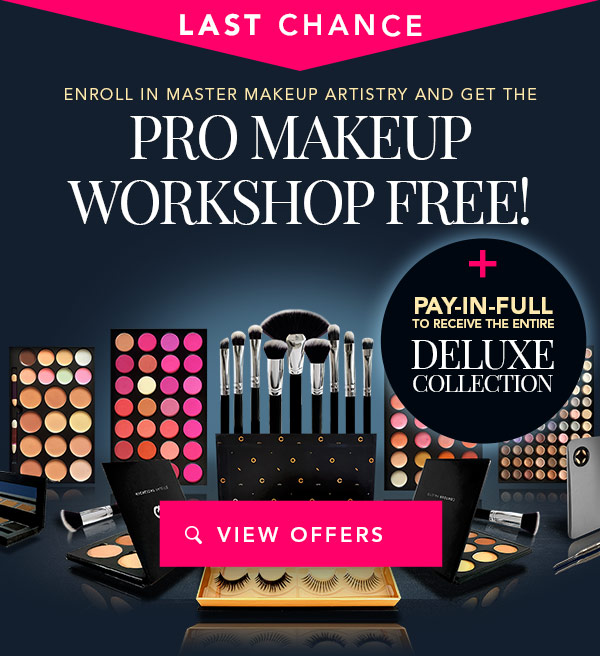 LAST CHANCE
ENROLL IN MASTER MAKEUP ARTISTRY AND GET THE
PRO MAKEUP
WORKSHOP FREE!
+
PAY-IN-FULL
TO RECEIVE THE ENTIRE
DELUXE
COLLECTION
VIEW OFFERS